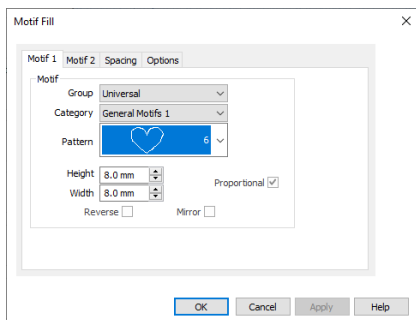 Motif Fill
Motif 1 Motif 2 Spacing Options
Motif
Group Universal
Category General Motifs 1
Pattern 6
Height 8.0 mm
Proportional
Width 8.0 mm
Reverse Mirror
OK Cancel Apply Help